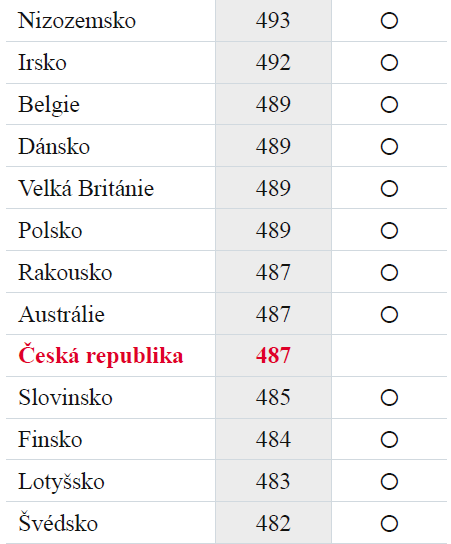 Nizozemsko 493 ○
Irsko 492 ○
Belgie 489 ○
Dánsko 489 ○
Velká Británie 489 ○
Polsko 489 ○
Rakousko 487 ○
Austrálie 487 ○
Česká republika 487
Slovinsko 485 ○
Finsko 484 ○
Lotyšsko 483 ○
Švédsko 482 ○